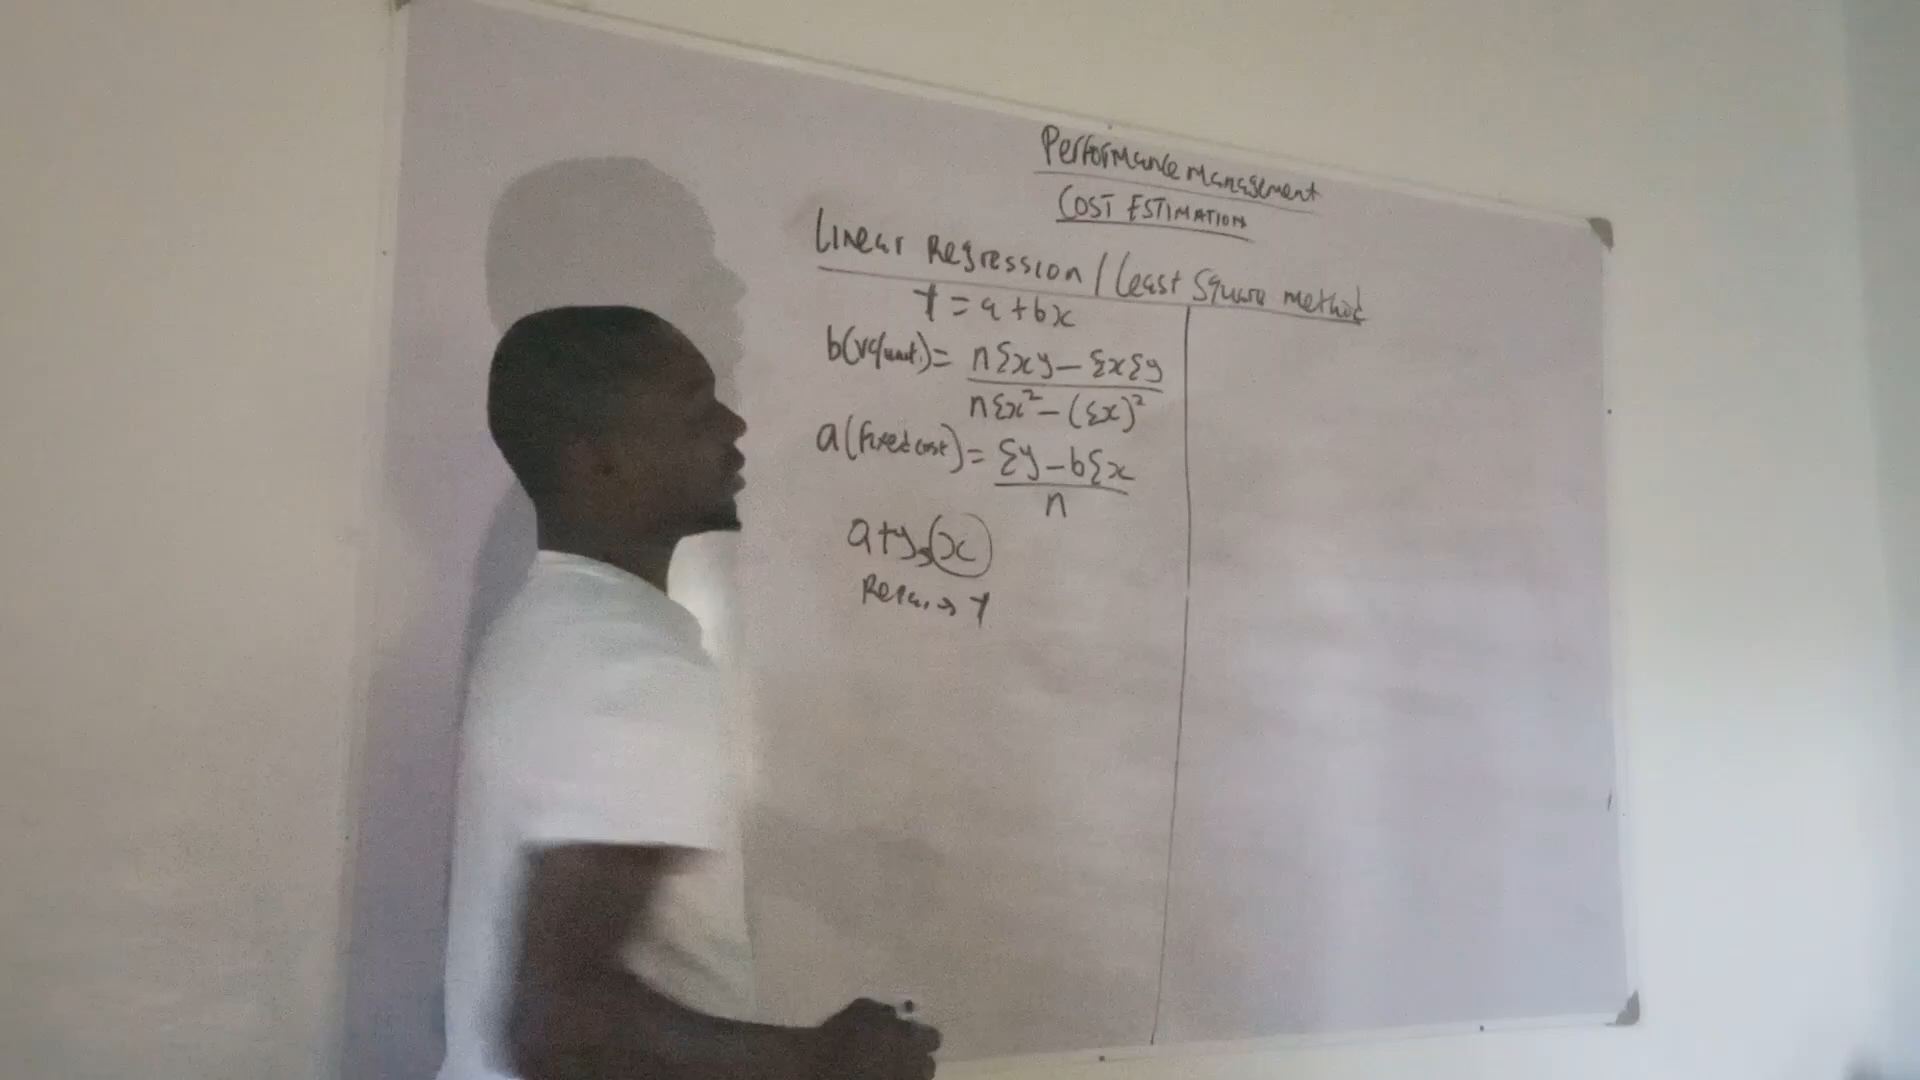 Performance Management
COST ESTIMATION
Linear Regression / Least Square method
Y = a + bx
b(vc/unit) = nΣxy - ΣxΣy
nΣx² - (Σx)²
a(fixed cost) = Σy - bΣx
n
a+y, x
Y